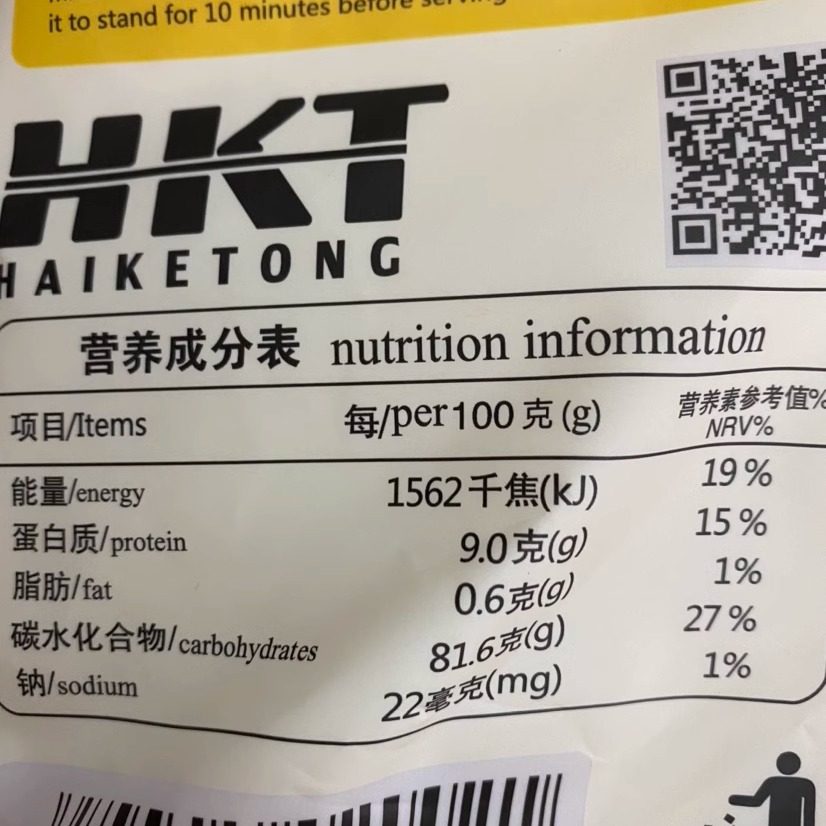 it to stand for 10 minutes before serving
HKT
HAIKETONG
营养成分表 nutrition information
项目/Items 每/per100克(g) 营养素参考值% NRV%
能量/energy 1562千焦(kJ) 19%
蛋白质/protein 9.0克(g) 15%
脂肪/fat 0.6克(g) 1%
碳水化合物/carbohydrates 81.6克(g) 27%
钠/sodium 22毫克(mg) 1%